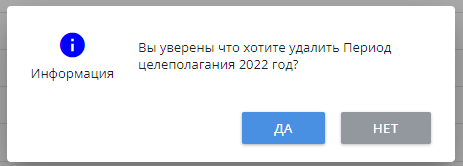 Вы уверены что хотите удалить Период
целеполагания 2022 год?
Информация
ДА
НЕТ